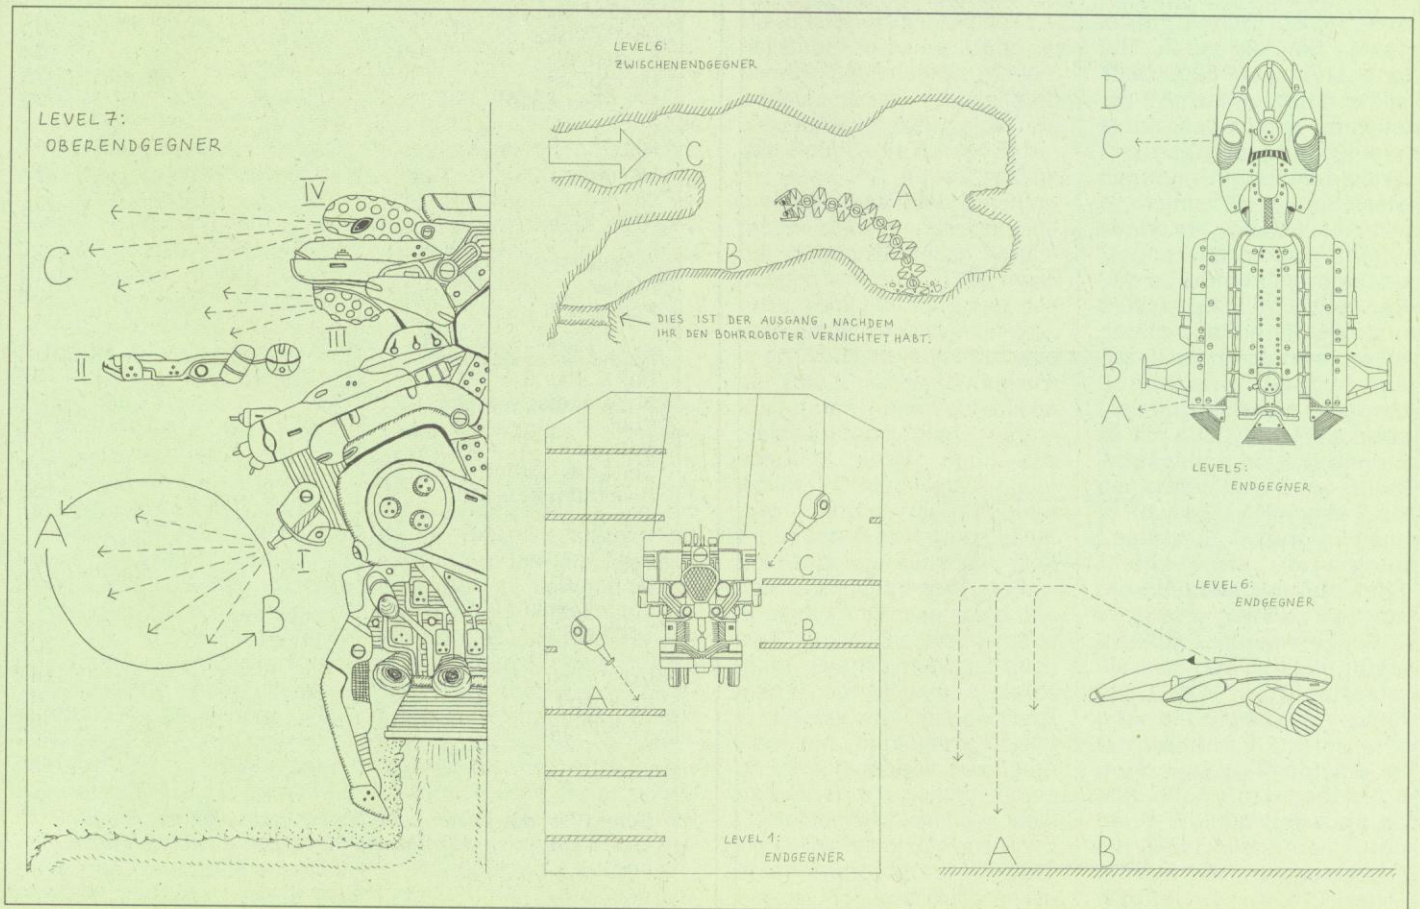 LEVEL 7:
OBERENDGEGNER
IV
C
III
II
A
I
B
LEVEL 6:
ZWISCHENENDGEGNER
C
A
B
DIES IST DER AUSGANG, NACHDEM
IHR DEN BOHRROBOTER VERNICHTET HABT.
C
B
A
LEVEL 1:
ENDGEGNER
D
C
B
A
LEVEL 5:
ENDGEGNER
LEVEL 6:
ENDGEGNER
A B